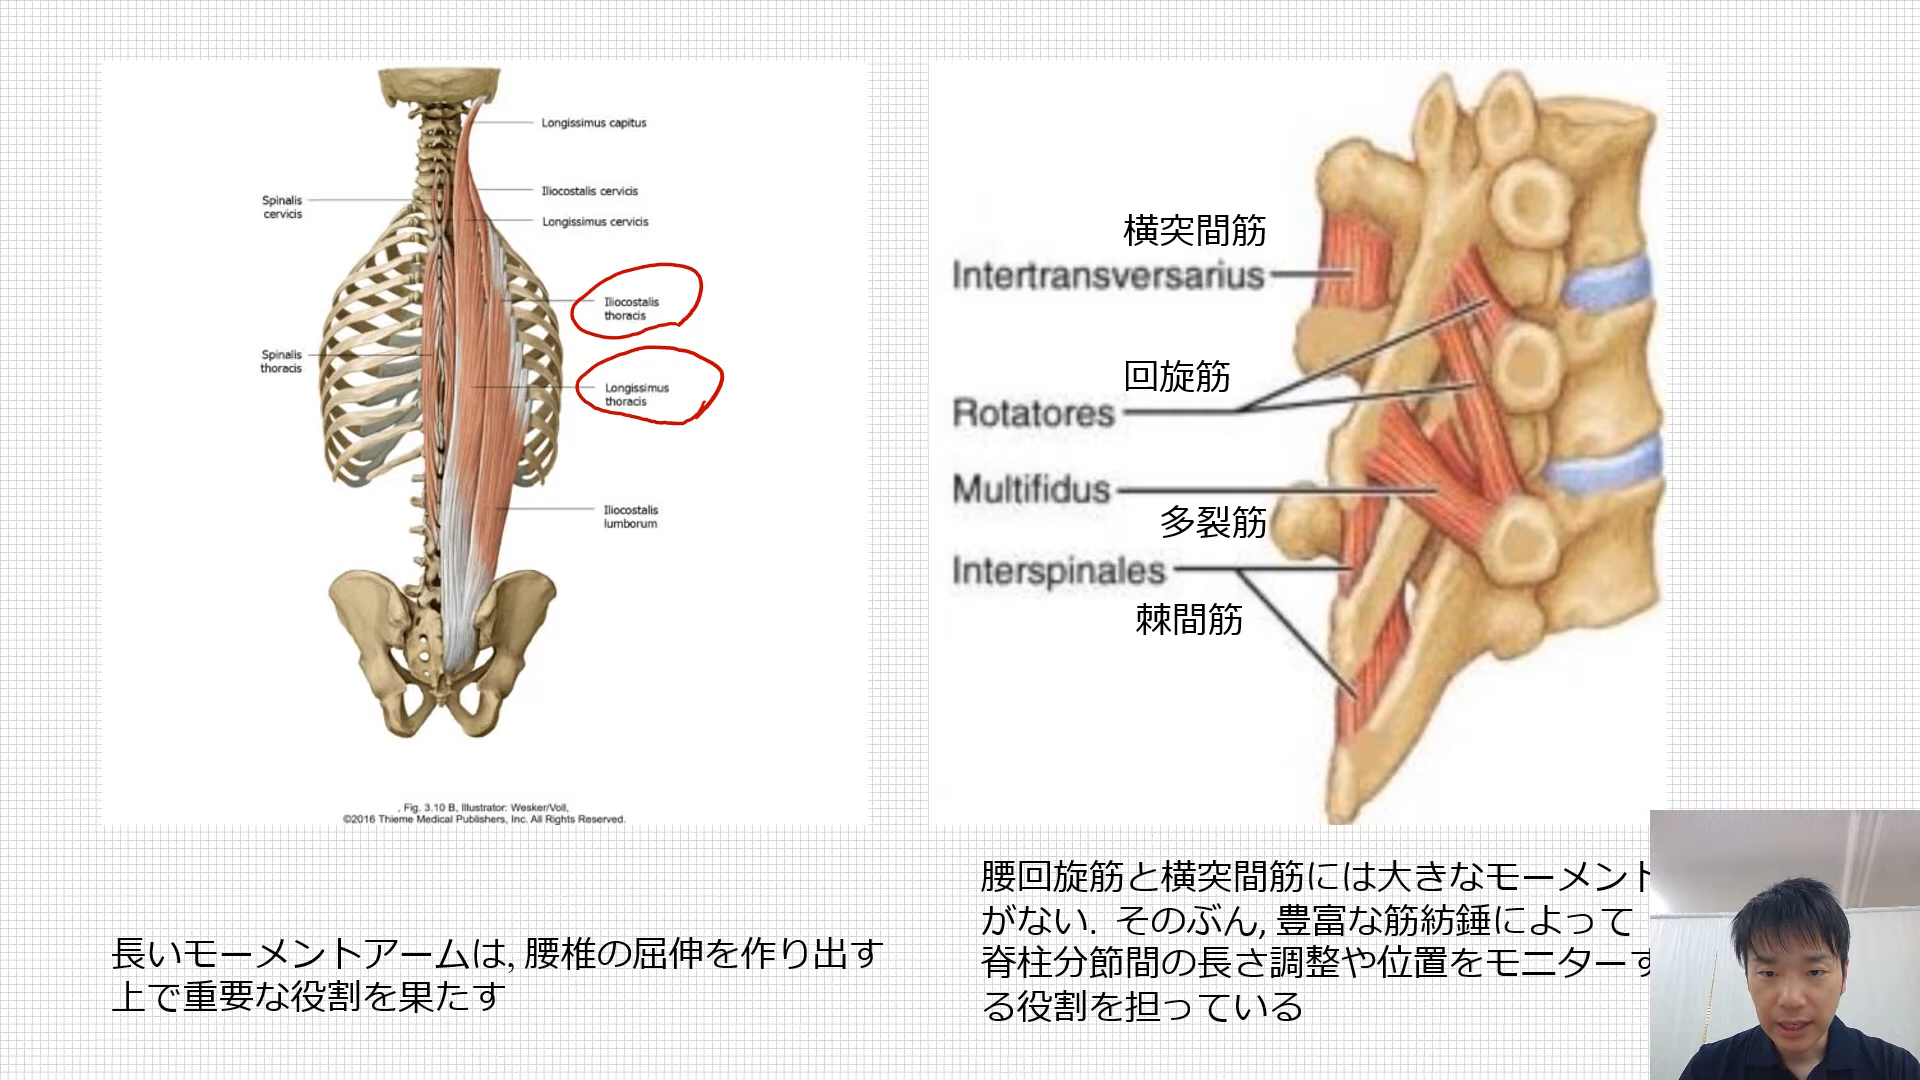 Longissimus capitus
Iliocostalis cervicis
Spinalis
cervicis
Longissimus cervicis
Iliocostalis
thoracis
Spinalis
thoracis
Longissimus
thoracis
Iliocostalis
lumborum
, Fig. 3.10 B, Illustrator: Wesker/Voll,
©2016 Thieme Medical Publishers, Inc. All Rights Reserved.
長いモーメントアームは, 腰椎の屈伸を作り出す
上で重要な役割を果たす
横突間筋
Intertransversarius
回旋筋
Rotatores
Multifidus
多裂筋
Interspinales
棘間筋
腰回旋筋と横突間筋には大きなモーメント
がない. そのぶん, 豊富な筋紡錘によって
脊柱分節間の長さ調整や位置をモニターす
る役割を担っている